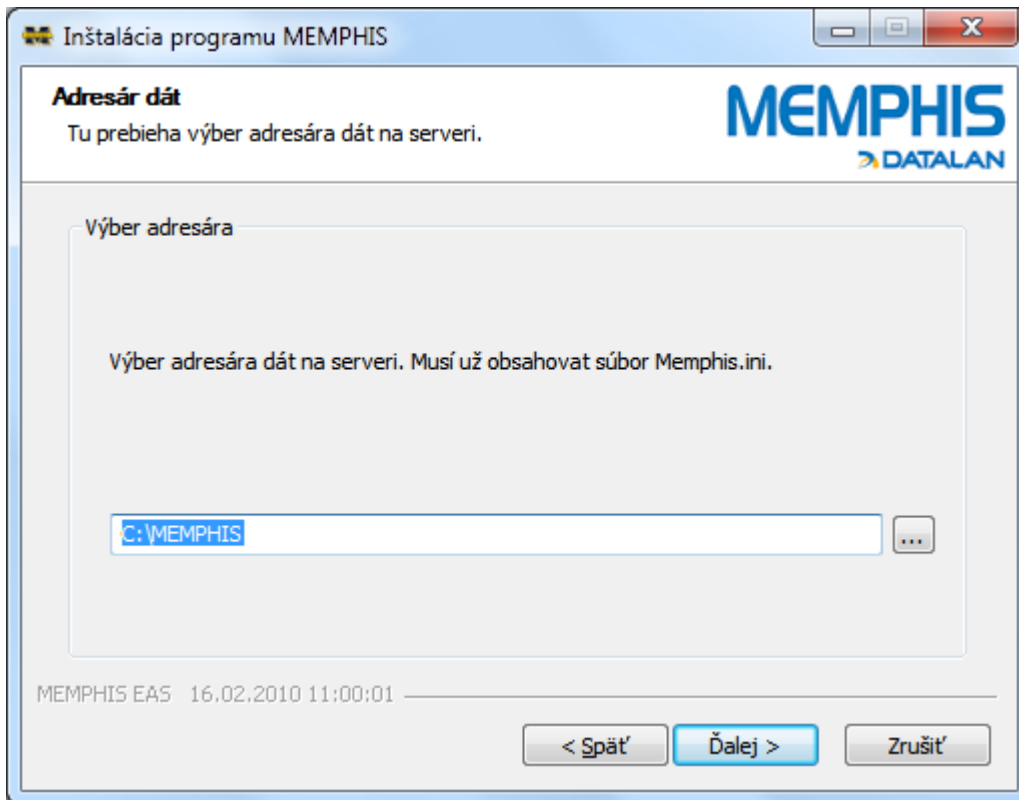 Inštalácia programu MEMPHIS
Adresár dát
Tu prebieha výber adresára dát na serveri.
MEMPHIS
DATALAN
Výber adresára
Výber adresára dát na serveri. Musí už obsahovat súbor Memphis.ini.
C:\MEMPHIS
...
MEMPHIS EAS 16.02.2010 11:00:01
< Späť
Ďalej >
Zrušiť